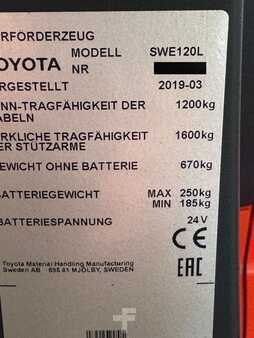 RFÖRDERZEUG
OYOTA MODELL SWE120L
NR
RGESTELLT 2019-03
NN-TRAGFÄHIGKEIT DER 1200kg
ABELN
RKLICHE TRAGFÄHIGKEIT 1600kg
ER STÜTZARME
EWICHT OHNE BATTERIE 670kg
ATTERIEGEWICHT MAX 250kg
MIN 185kg
ATTERIESPANNUNG 24V
CE
Toyota Material Handling Manufacturing
Sweden AB 595 81 MJÖLBY, SWEDEN
EAC